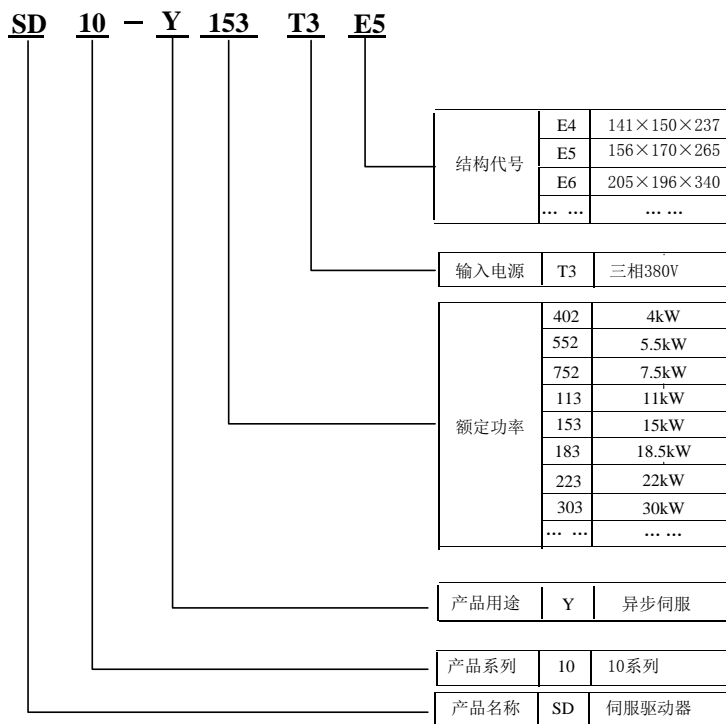 SD 10 - Y 153 T3 E5
结构代号
E4 141×150×237
E5 156×170×265
E6 205×196×340
... ... ... ...
输入电源 T3 三相380V
额定功率
402 4kW
552 5.5kW
752 7.5kW
113 11kW
153 15kW
183 18.5kW
223 22kW
303 30kW
... ... ... ...
产品用途 Y 异步伺服
产品系列 10 10系列
产品名称 SD 伺服驱动器